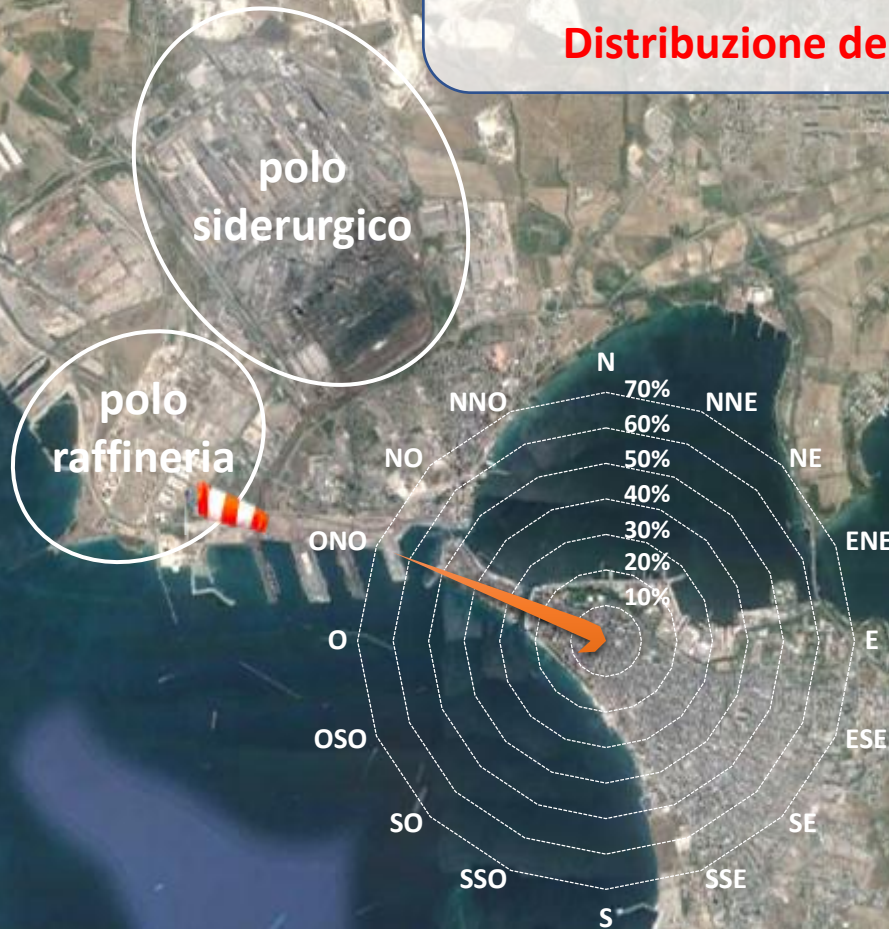 Distribuzione de
polo
siderurgico
polo
raffineria
N
70%
NNO
NNE
60%
NO
NE
50%
40%
30%
ONO
ENE
20%
10%
O
E
OSO
ESE
SO
SE
SSO
SSE
S